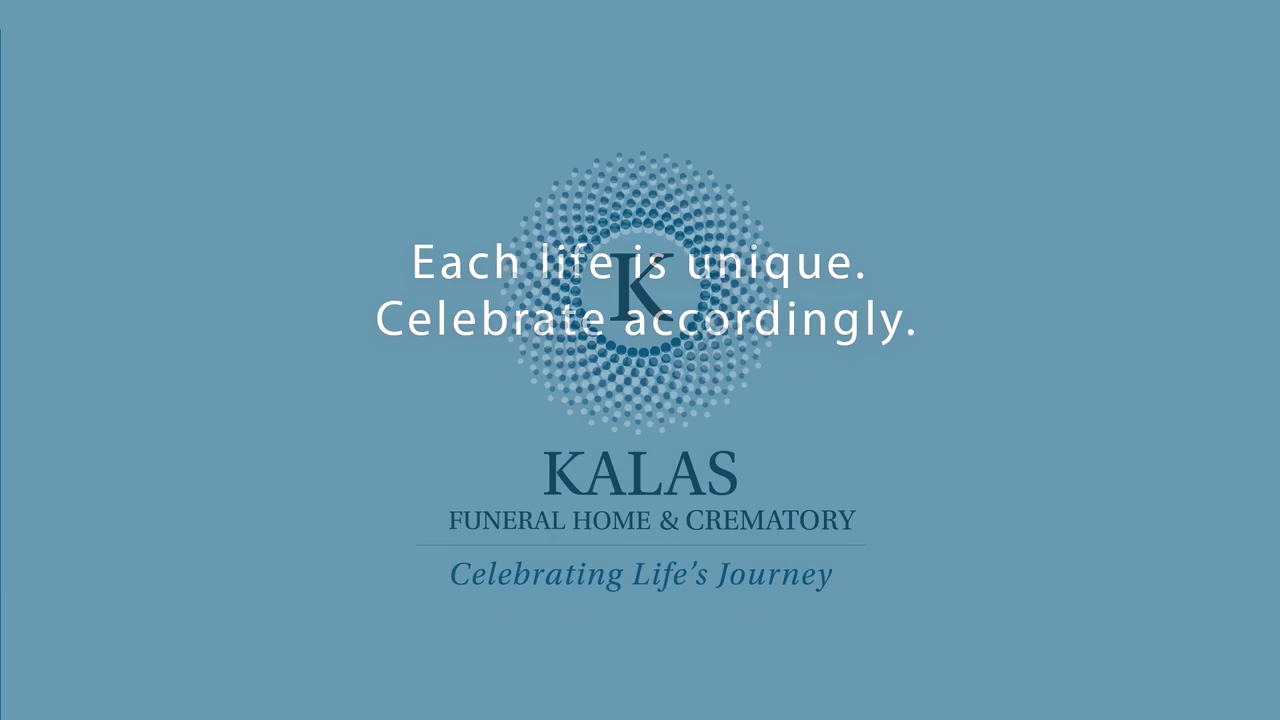 Each life is unique.
Celebrate accordingly.
K
KALAS
FUNERAL HOME & CREMATORY
Celebrating Life's Journey